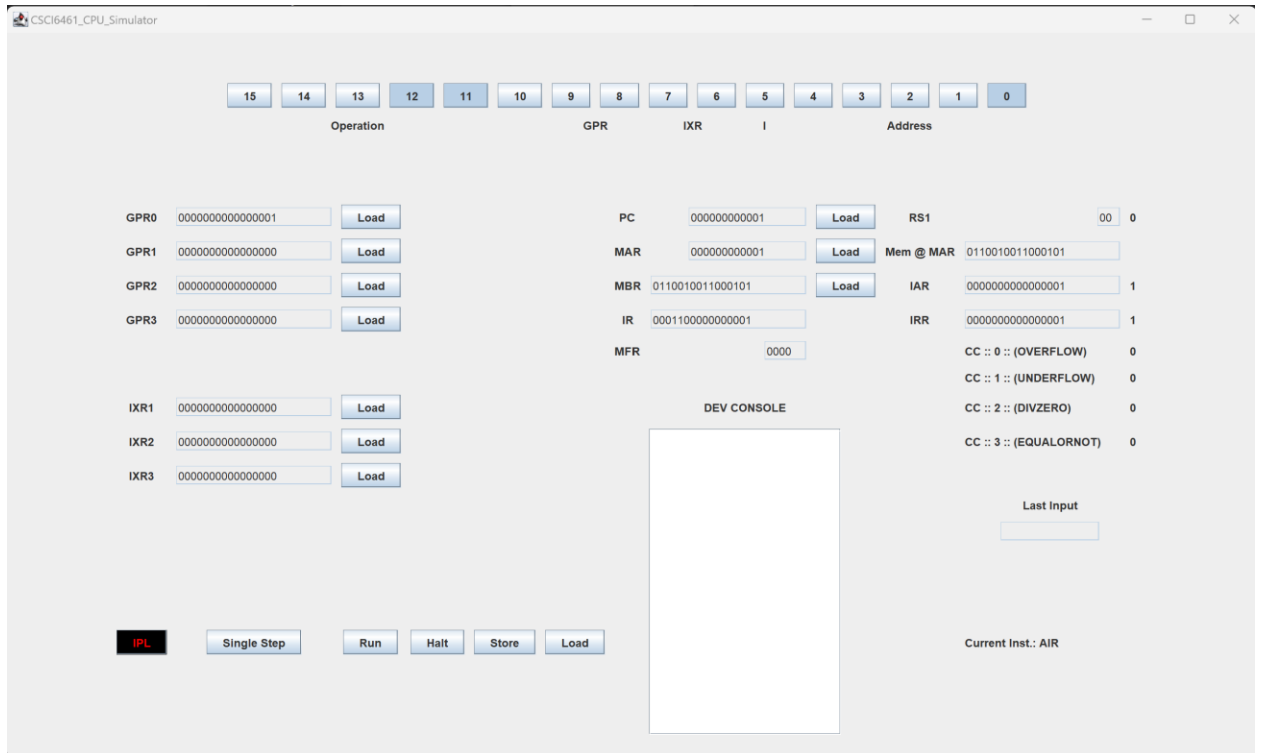 CSCI6461_CPU_Simulator
15 14 13 12 11 10 9 8 7 6 5 4 3 2 1 0
Operation GPR IXR I Address
GPR0 0000000000000001 Load PC 000000000001 Load RS1 00 0
GPR1 0000000000000000 Load MAR 000000000001 Load Mem @ MAR 0110010011000101
GPR2 0000000000000000 Load MBR 0110010011000101 Load IAR 0000000000000001 1
GPR3 0000000000000000 Load IR 0001100000000001 IRR 0000000000000001 1
MFR 0000 CC :: 0 :: (OVERFLOW) 0
CC :: 1 :: (UNDERFLOW) 0
IXR1 0000000000000000 Load DEV CONSOLE CC :: 2 :: (DIVZERO) 0
IXR2 0000000000000000 Load CC :: 3 :: (EQUALORNOT) 0
IXR3 0000000000000000 Load
Last Input
IPL Single Step Run Halt Store Load Current Inst.: AIR